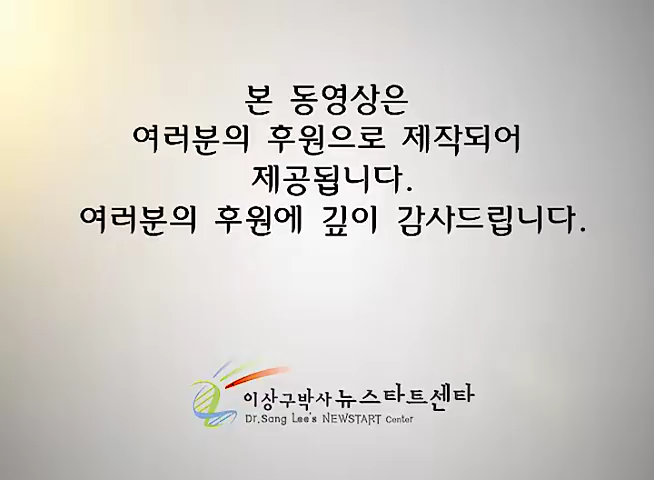 본 동영상은
여러분의 후원으로 제작되어
제공됩니다.
여러분의 후원에 깊이 감사드립니다.
이상구박사 뉴스타트센타
Dr.Sang Lee's NEWSTART Center